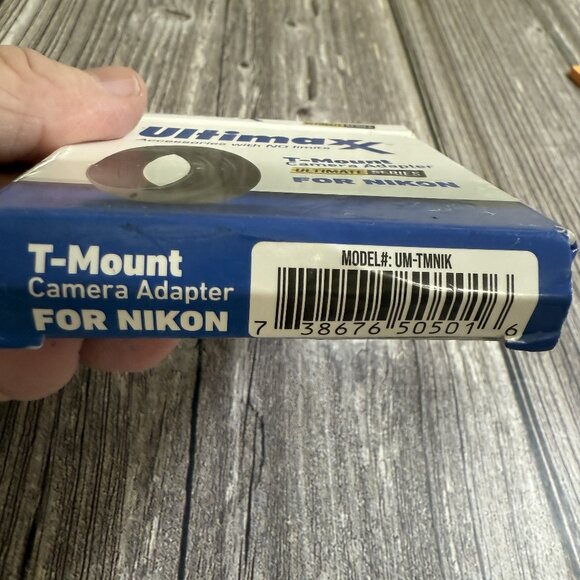 UltimaxX
Accessories with NO limits
T-Mount
Camera Adapter
ULTIMATE SERIES
FOR NIKON
T-Mount
Camera Adapter
FOR NIKON
MODEL#: UM-TMNIK
7 38676 50501 6